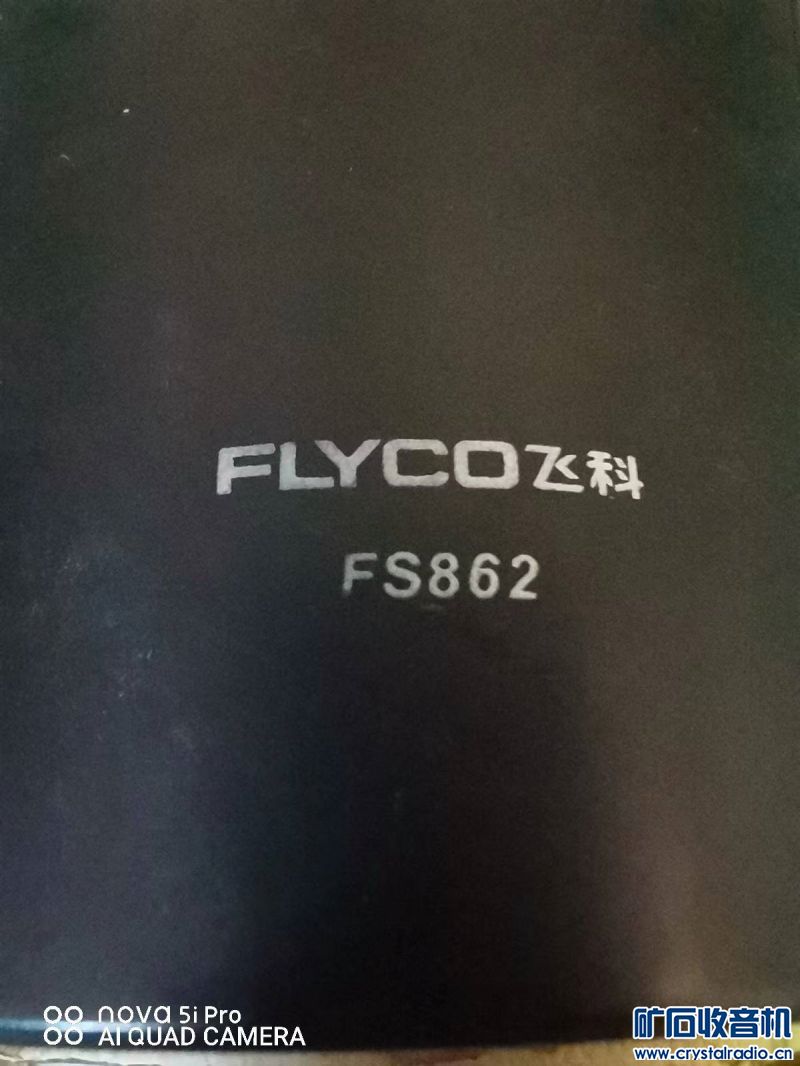 FLYCO飞科
FS862
nova 5i Pro
AI QUAD CAMERA
矿石收音机
www.crystalradio.cn